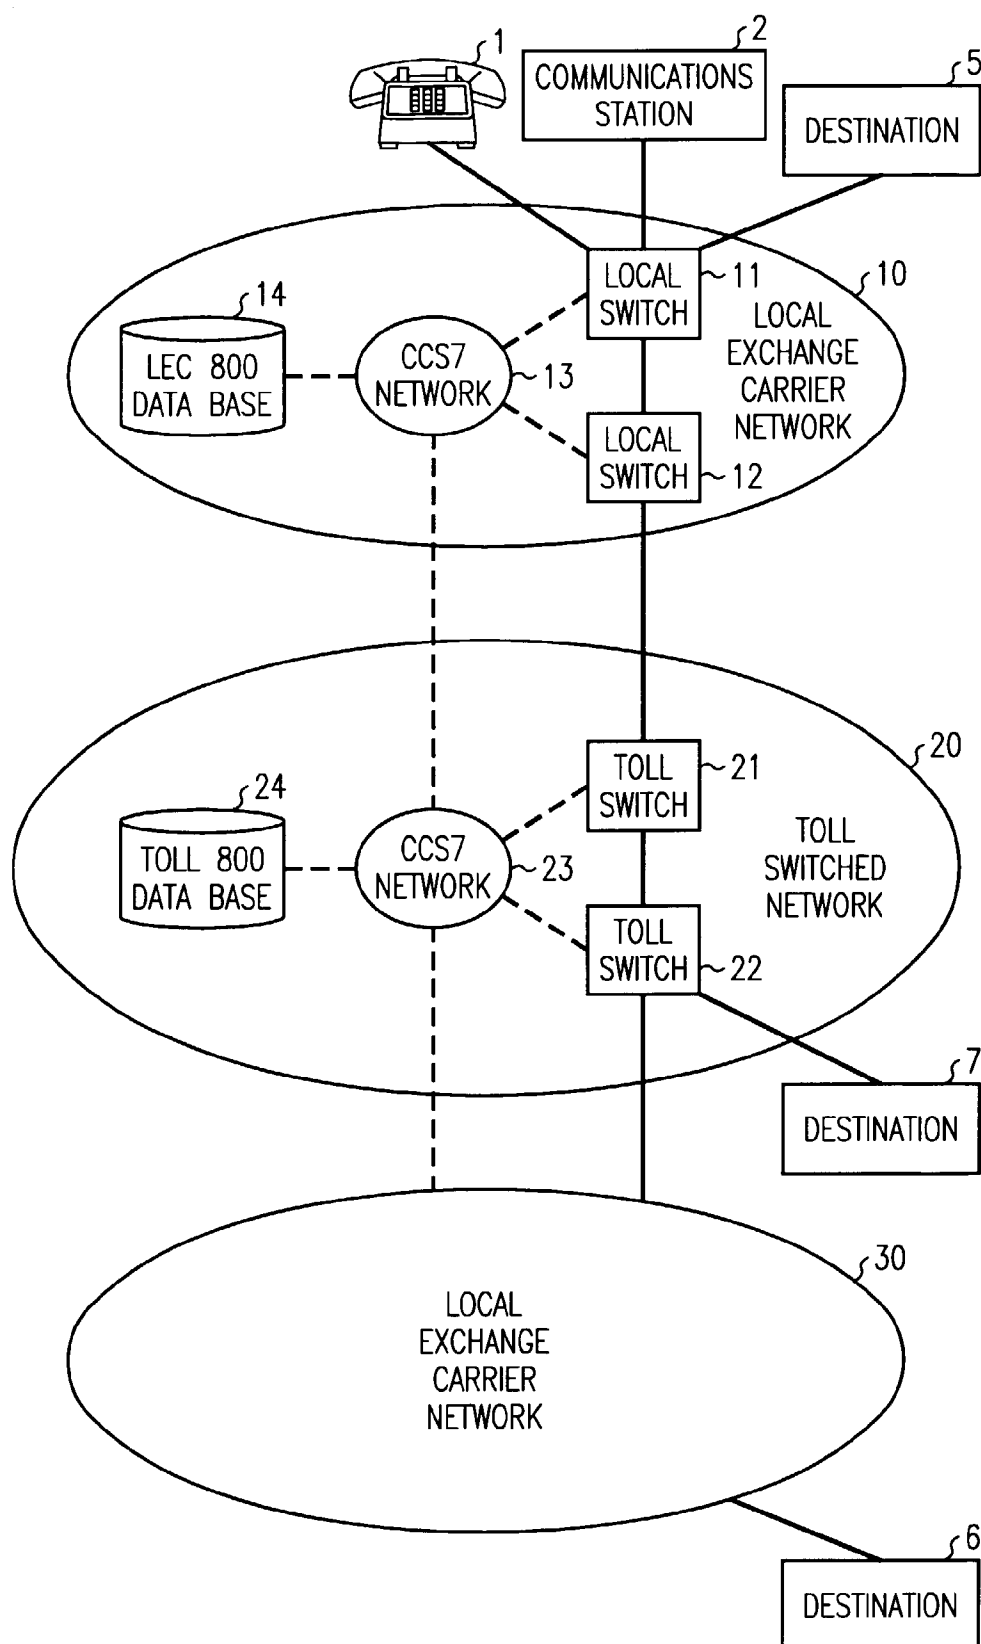 1
2
COMMUNICATIONS
STATION
5
DESTINATION
LOCAL
SWITCH
11
10
LOCAL
EXCHANGE
CARRIER
NETWORK
14
LEC 800
DATA BASE
CCS7
NETWORK
13
LOCAL
SWITCH
12
20
TOLL
SWITCH
21
24
TOLL 800
DATA BASE
CCS7
NETWORK
23
TOLL
SWITCHED
NETWORK
TOLL
SWITCH
22
7
DESTINATION
30
LOCAL
EXCHANGE
CARRIER
NETWORK
6
DESTINATION